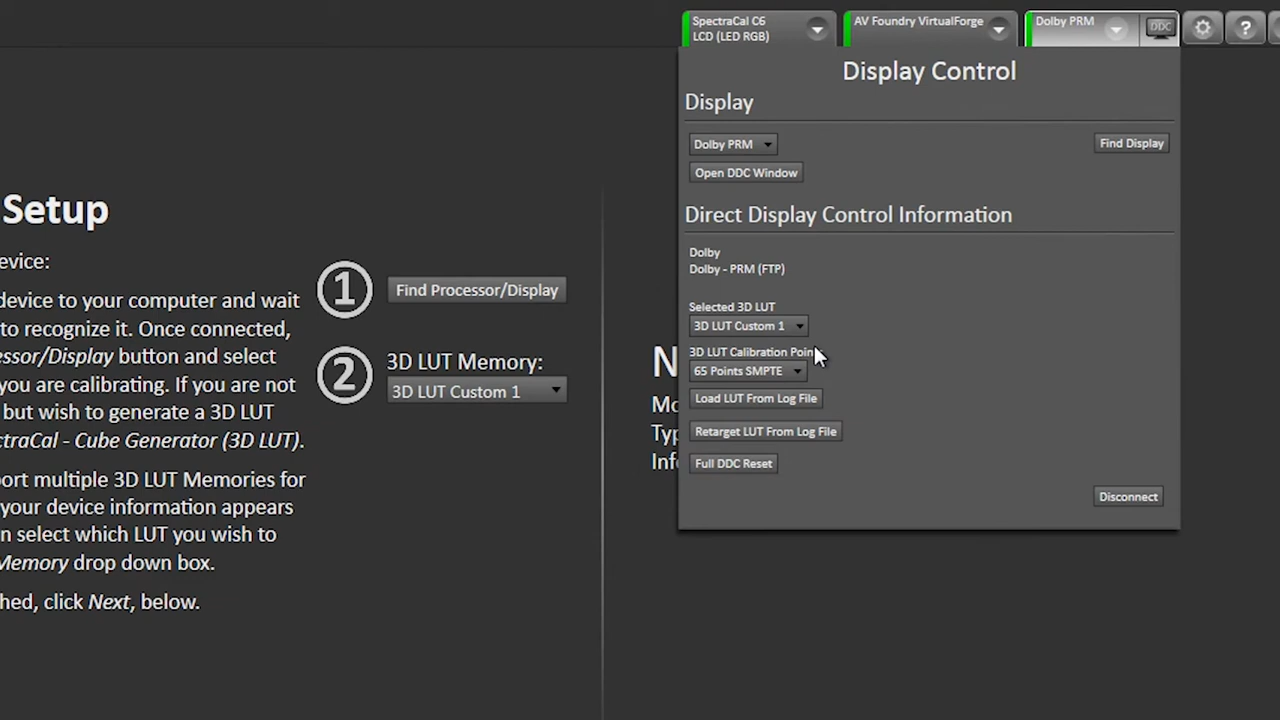 SpectraCal C6
LCD (LED RGB)
AV Foundry VirtualForge
Dolby PRM
DDC
?
Display Control
Display
Dolby PRM
Find Display
Open DDC Window
Direct Display Control Information
Dolby
Dolby - PRM (FTP)
Selected 3D LUT
3D LUT Custom 1
3D LUT Calibration
65 Points SMPTE
Load LUT From Log File
Retarget LUT From Log File
Full DDC Reset
Disconnect
Setup
evice:
device to your computer and wait
to recognize it. Once connected,
essor/Display button and select
you are calibrating. If you are not
but wish to generate a 3D LUT
ectraCal - Cube Generator (3D LUT).
port multiple 3D LUT Memories for
your device information appears
n select which LUT you wish to
Memory drop down box.
hed, click Next, below.
1
Find Processor/Display
2
3D LUT Memory:
3D LUT Custom 1
N
Mo
Typ
Inf